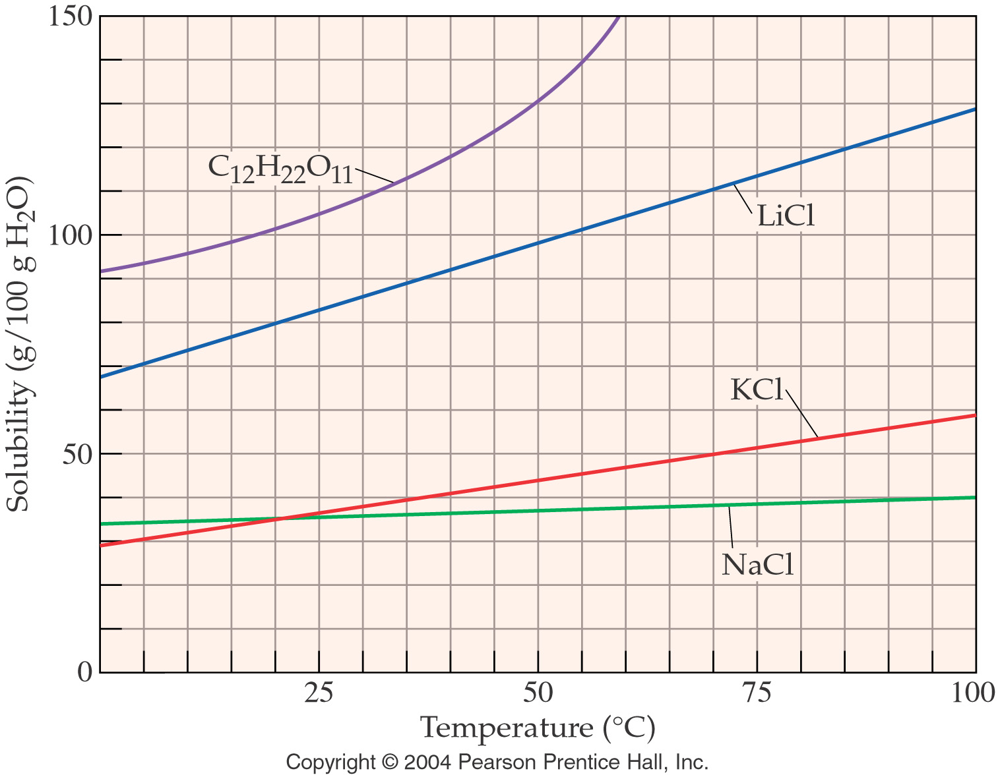 150
C₁₂H₂₂O₁₁
LiCl
100
Solubility (g/100 g H₂O)
KCl
50
NaCl
0
25 50 75 100
Temperature (°C)
Copyright © 2004 Pearson Prentice Hall, Inc.